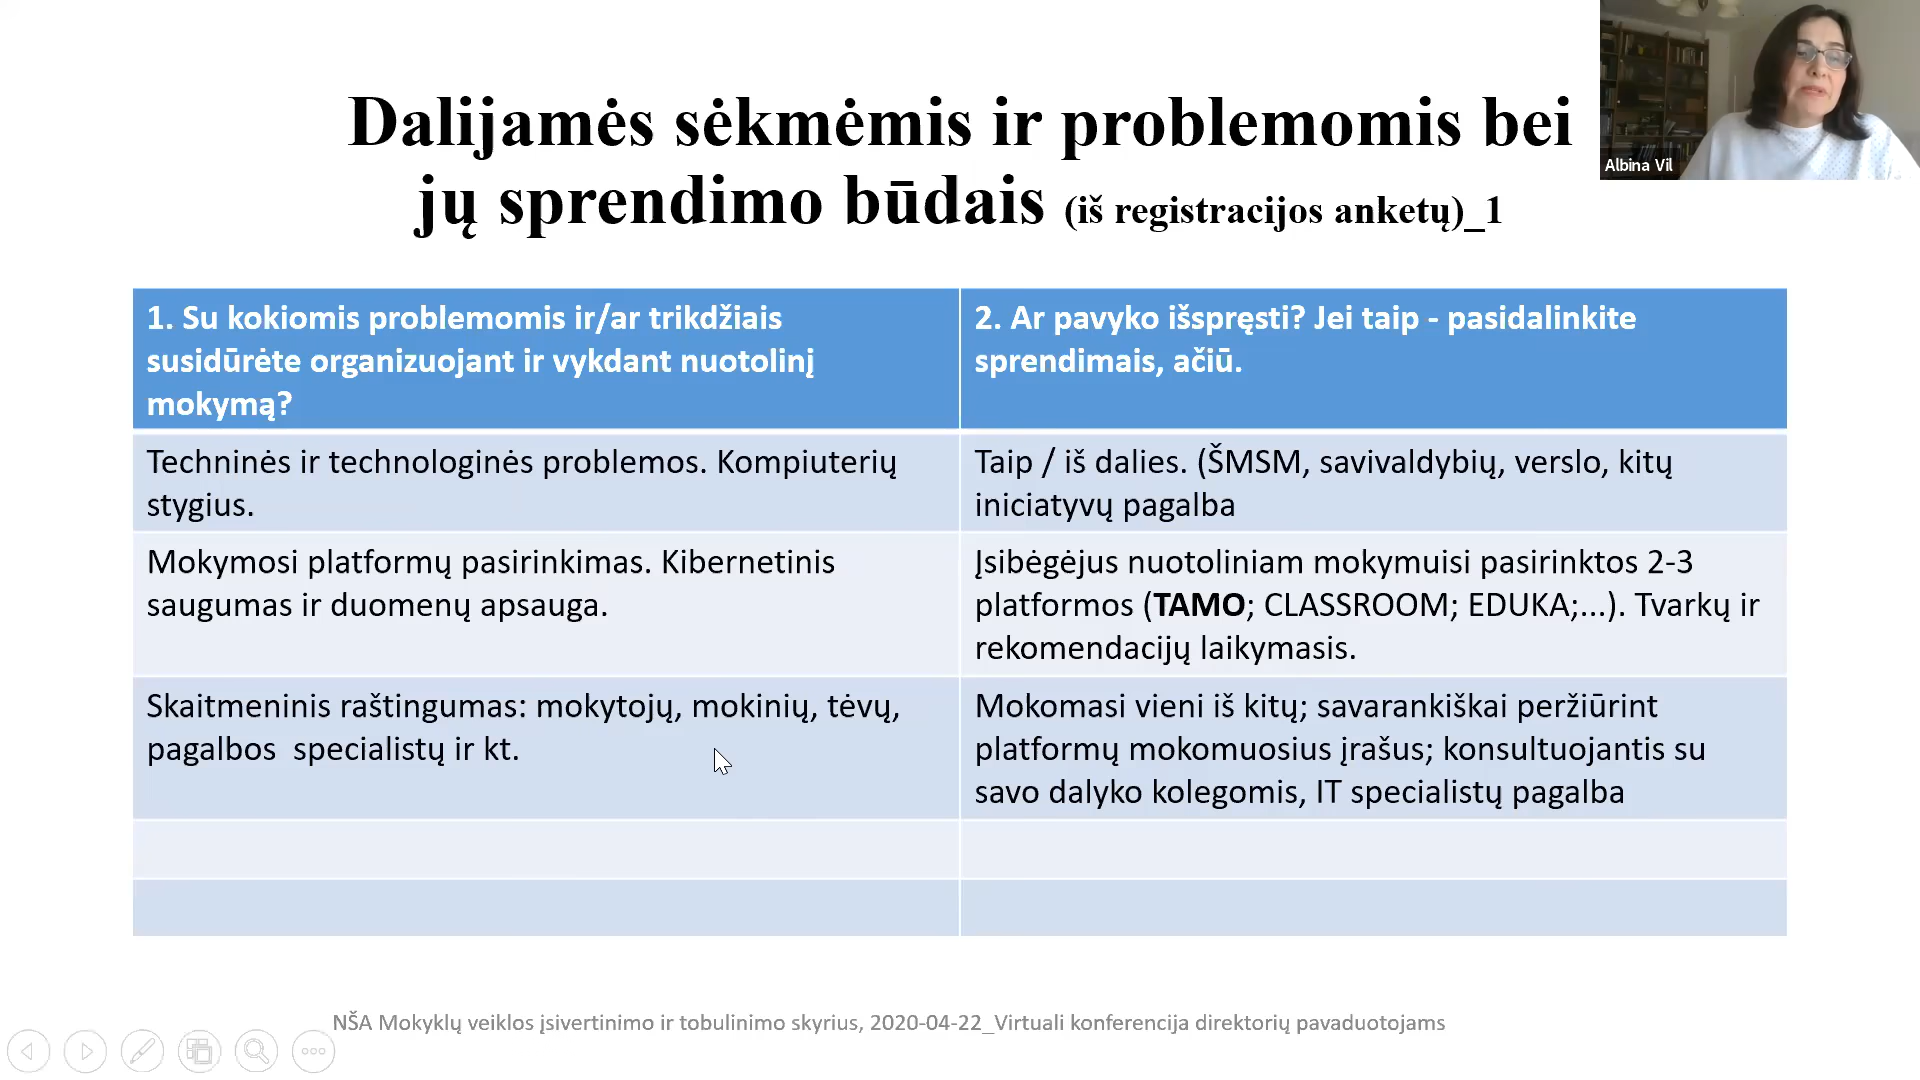 Dalijamės sėkmėmis ir problemomis bei
jų sprendimo būdais (iš registracijos anketų)_1
Albina Vil
1. Su kokiomis problemomis ir/ar trikdžiais
susidūrėte organizuojant ir vykdant nuotolinį
mokymą?
2. Ar pavyko išspręsti? Jei taip - pasidalinkite
sprendimais, ačiū.
Techninės ir technologinės problemos. Kompiuterių
stygius.
Taip / iš dalies. (ŠMSM, savivaldybių, verslo, kitų
iniciatyvų pagalba
Mokymosi platformų pasirinkimas. Kibernetinis
saugumas ir duomenų apsauga.
Įsibėgėjus nuotoliniam mokymuisi pasirinktos 2-3
platformos (TAMO; CLASSROOM; EDUKA;...). Tvarkų ir
rekomendacijų laikymasis.
Skaitmeninis raštingumas: mokytojų, mokinių, tėvų,
pagalbos  specialistų ir kt.
Mokomasi vieni iš kitų; savarankiškai peržiūrint
platformų mokomuosius įrašus; konsultuojantis su
savo dalyko kolegomis, IT specialistų pagalba
NŠA Mokyklų veiklos įsivertinimo ir tobulinimo skyrius, 2020-04-22_Virtuali konferencija direktorių pavaduotojams